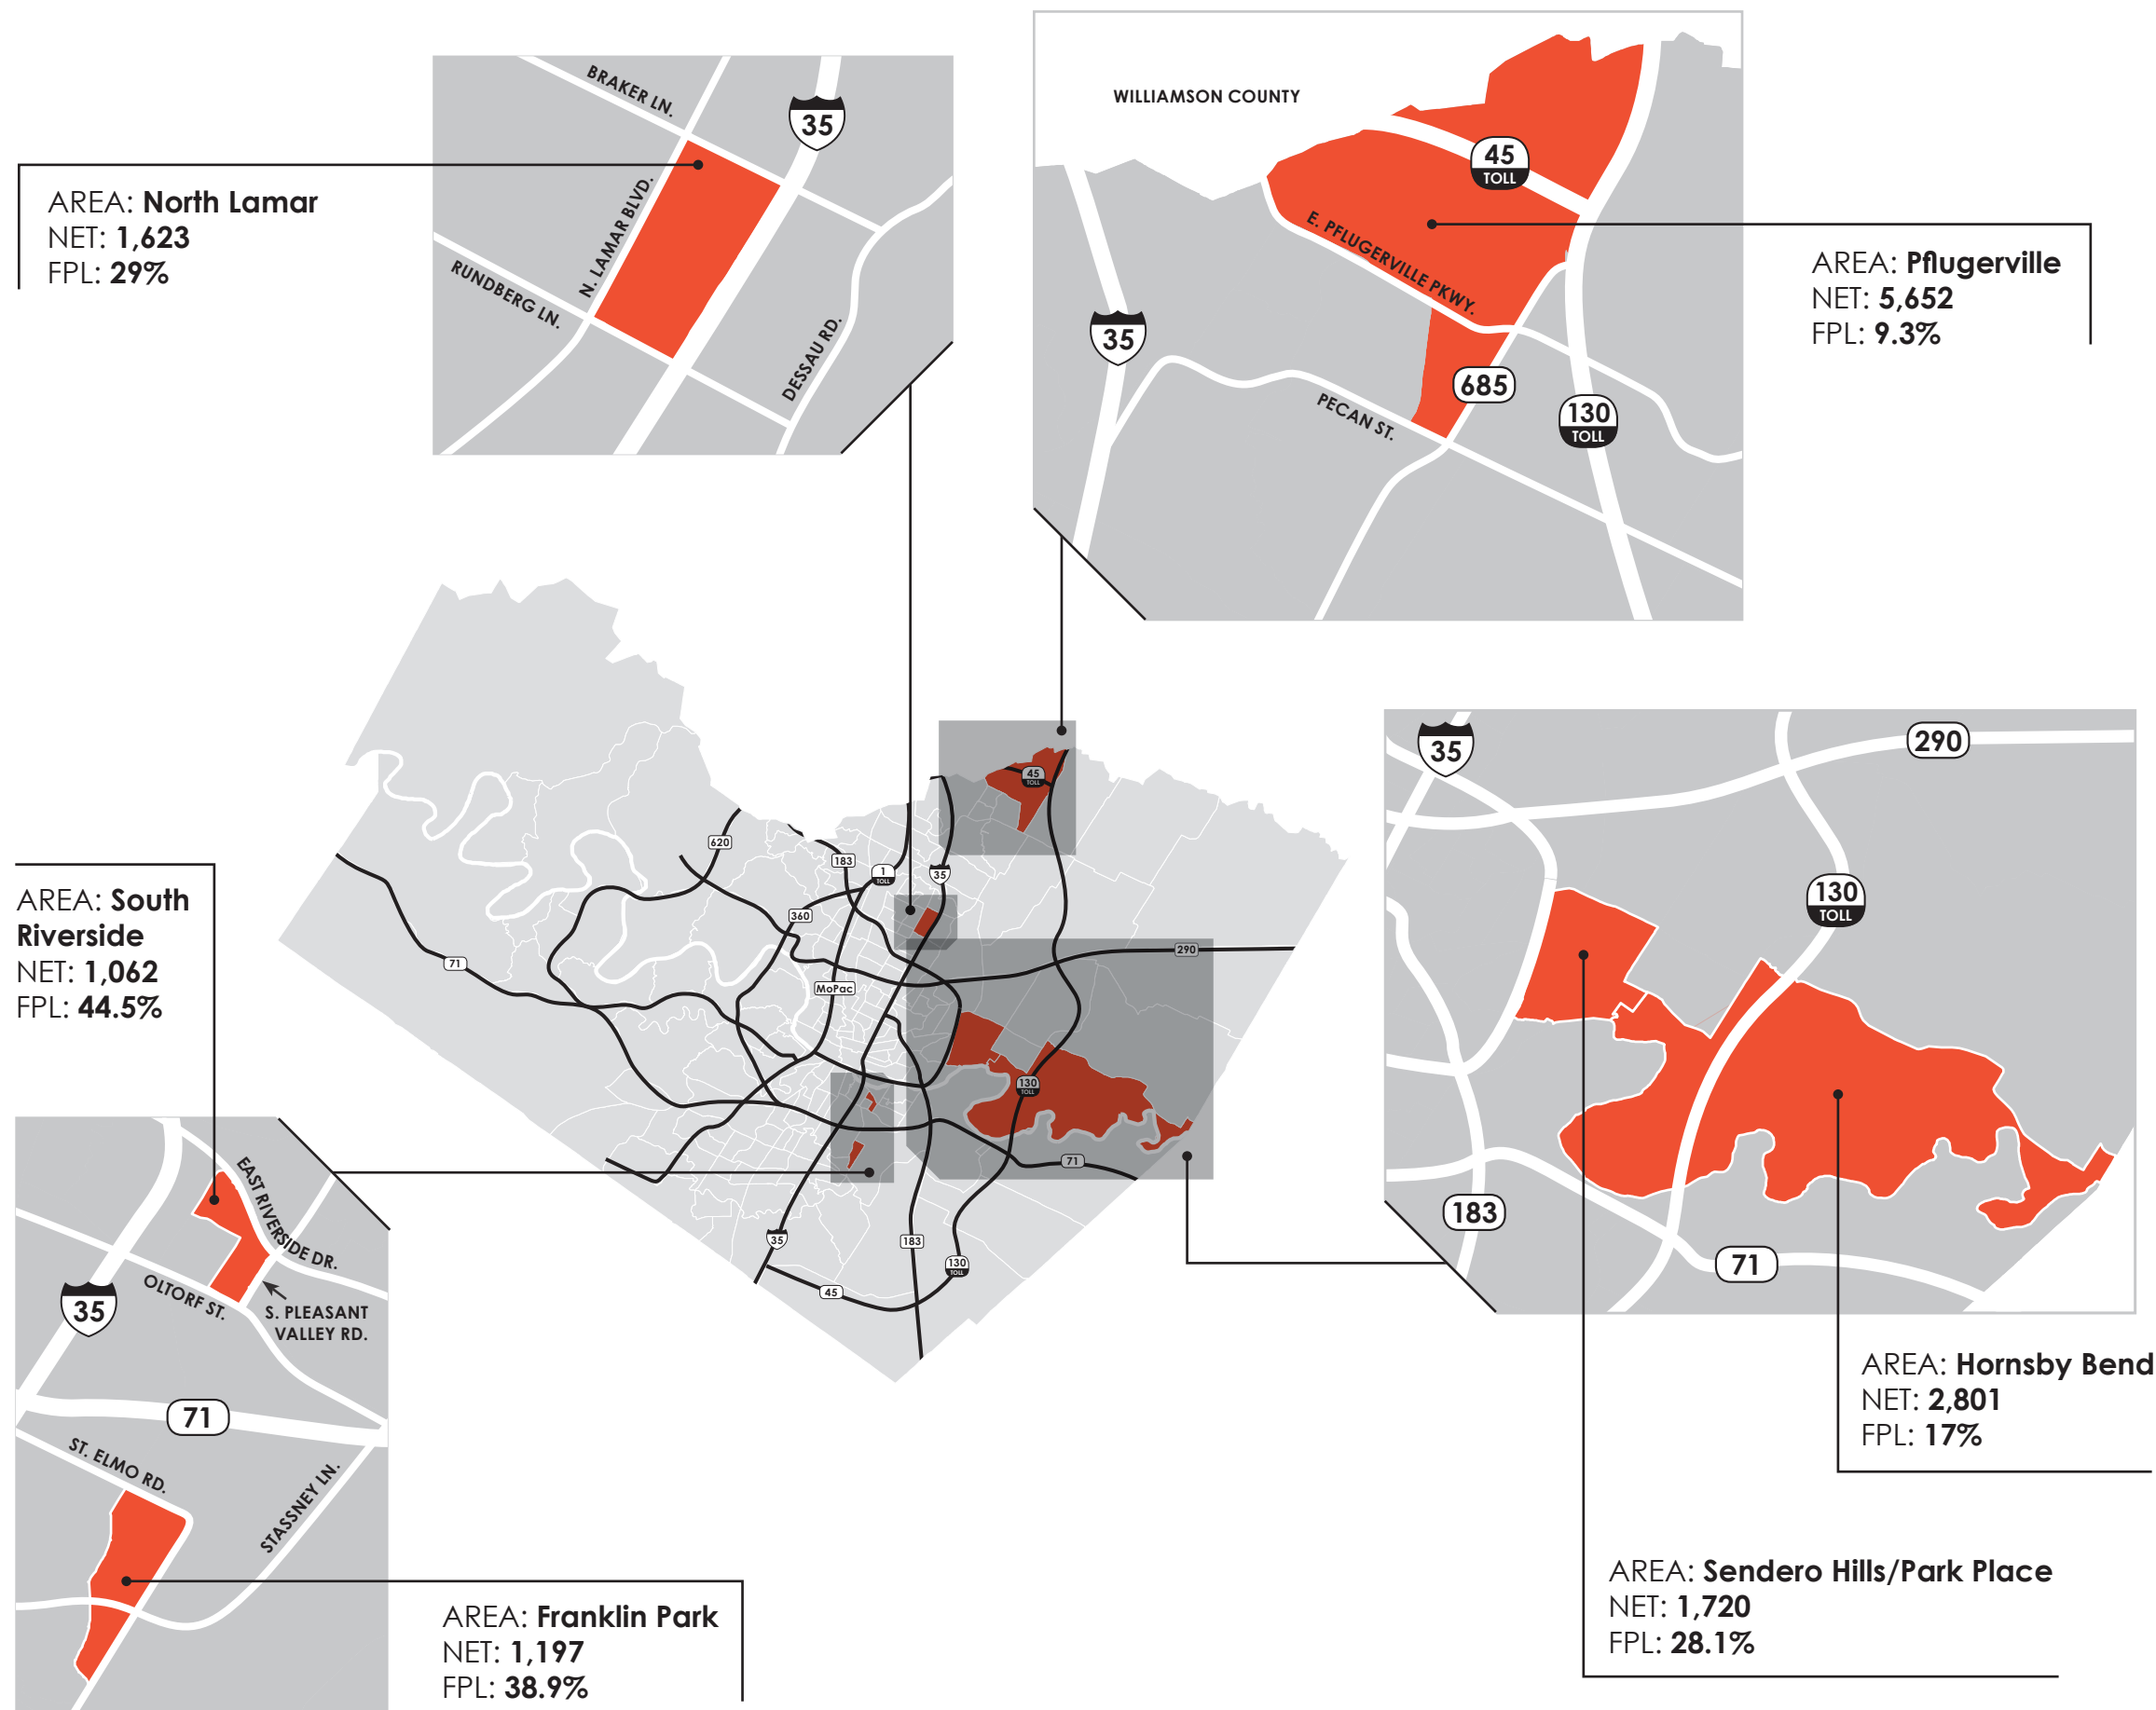 BRAKER LN.
35
N. LAMAR BLVD.
RUNDBERG LN.
DESSAU RD.
AREA: North Lamar
NET: 1,623
FPL: 29%
WILLIAMSON COUNTY
45
TOLL
E. PFLUGERVILLE PKWY.
35
685
130
TOLL
PECAN ST.
AREA: Pflugerville
NET: 5,652
FPL: 9.3%
45
TOLL
620
183
1
TOLL
35
360
71
290
MoPac
130
TOLL
71
35
183
130
TOLL
45
35
290
130
TOLL
183
71
AREA: South
Riverside
NET: 1,062
FPL: 44.5%
EAST RIVERSIDE DR.
OLTORF ST.
35
S. PLEASANT
VALLEY RD.
71
ST. ELMO RD.
STASSNEY LN.
AREA: Hornsby Bend
NET: 2,801
FPL: 17%
AREA: Sendero Hills/Park Place
NET: 1,720
FPL: 28.1%
AREA: Franklin Park
NET: 1,197
FPL: 38.9%